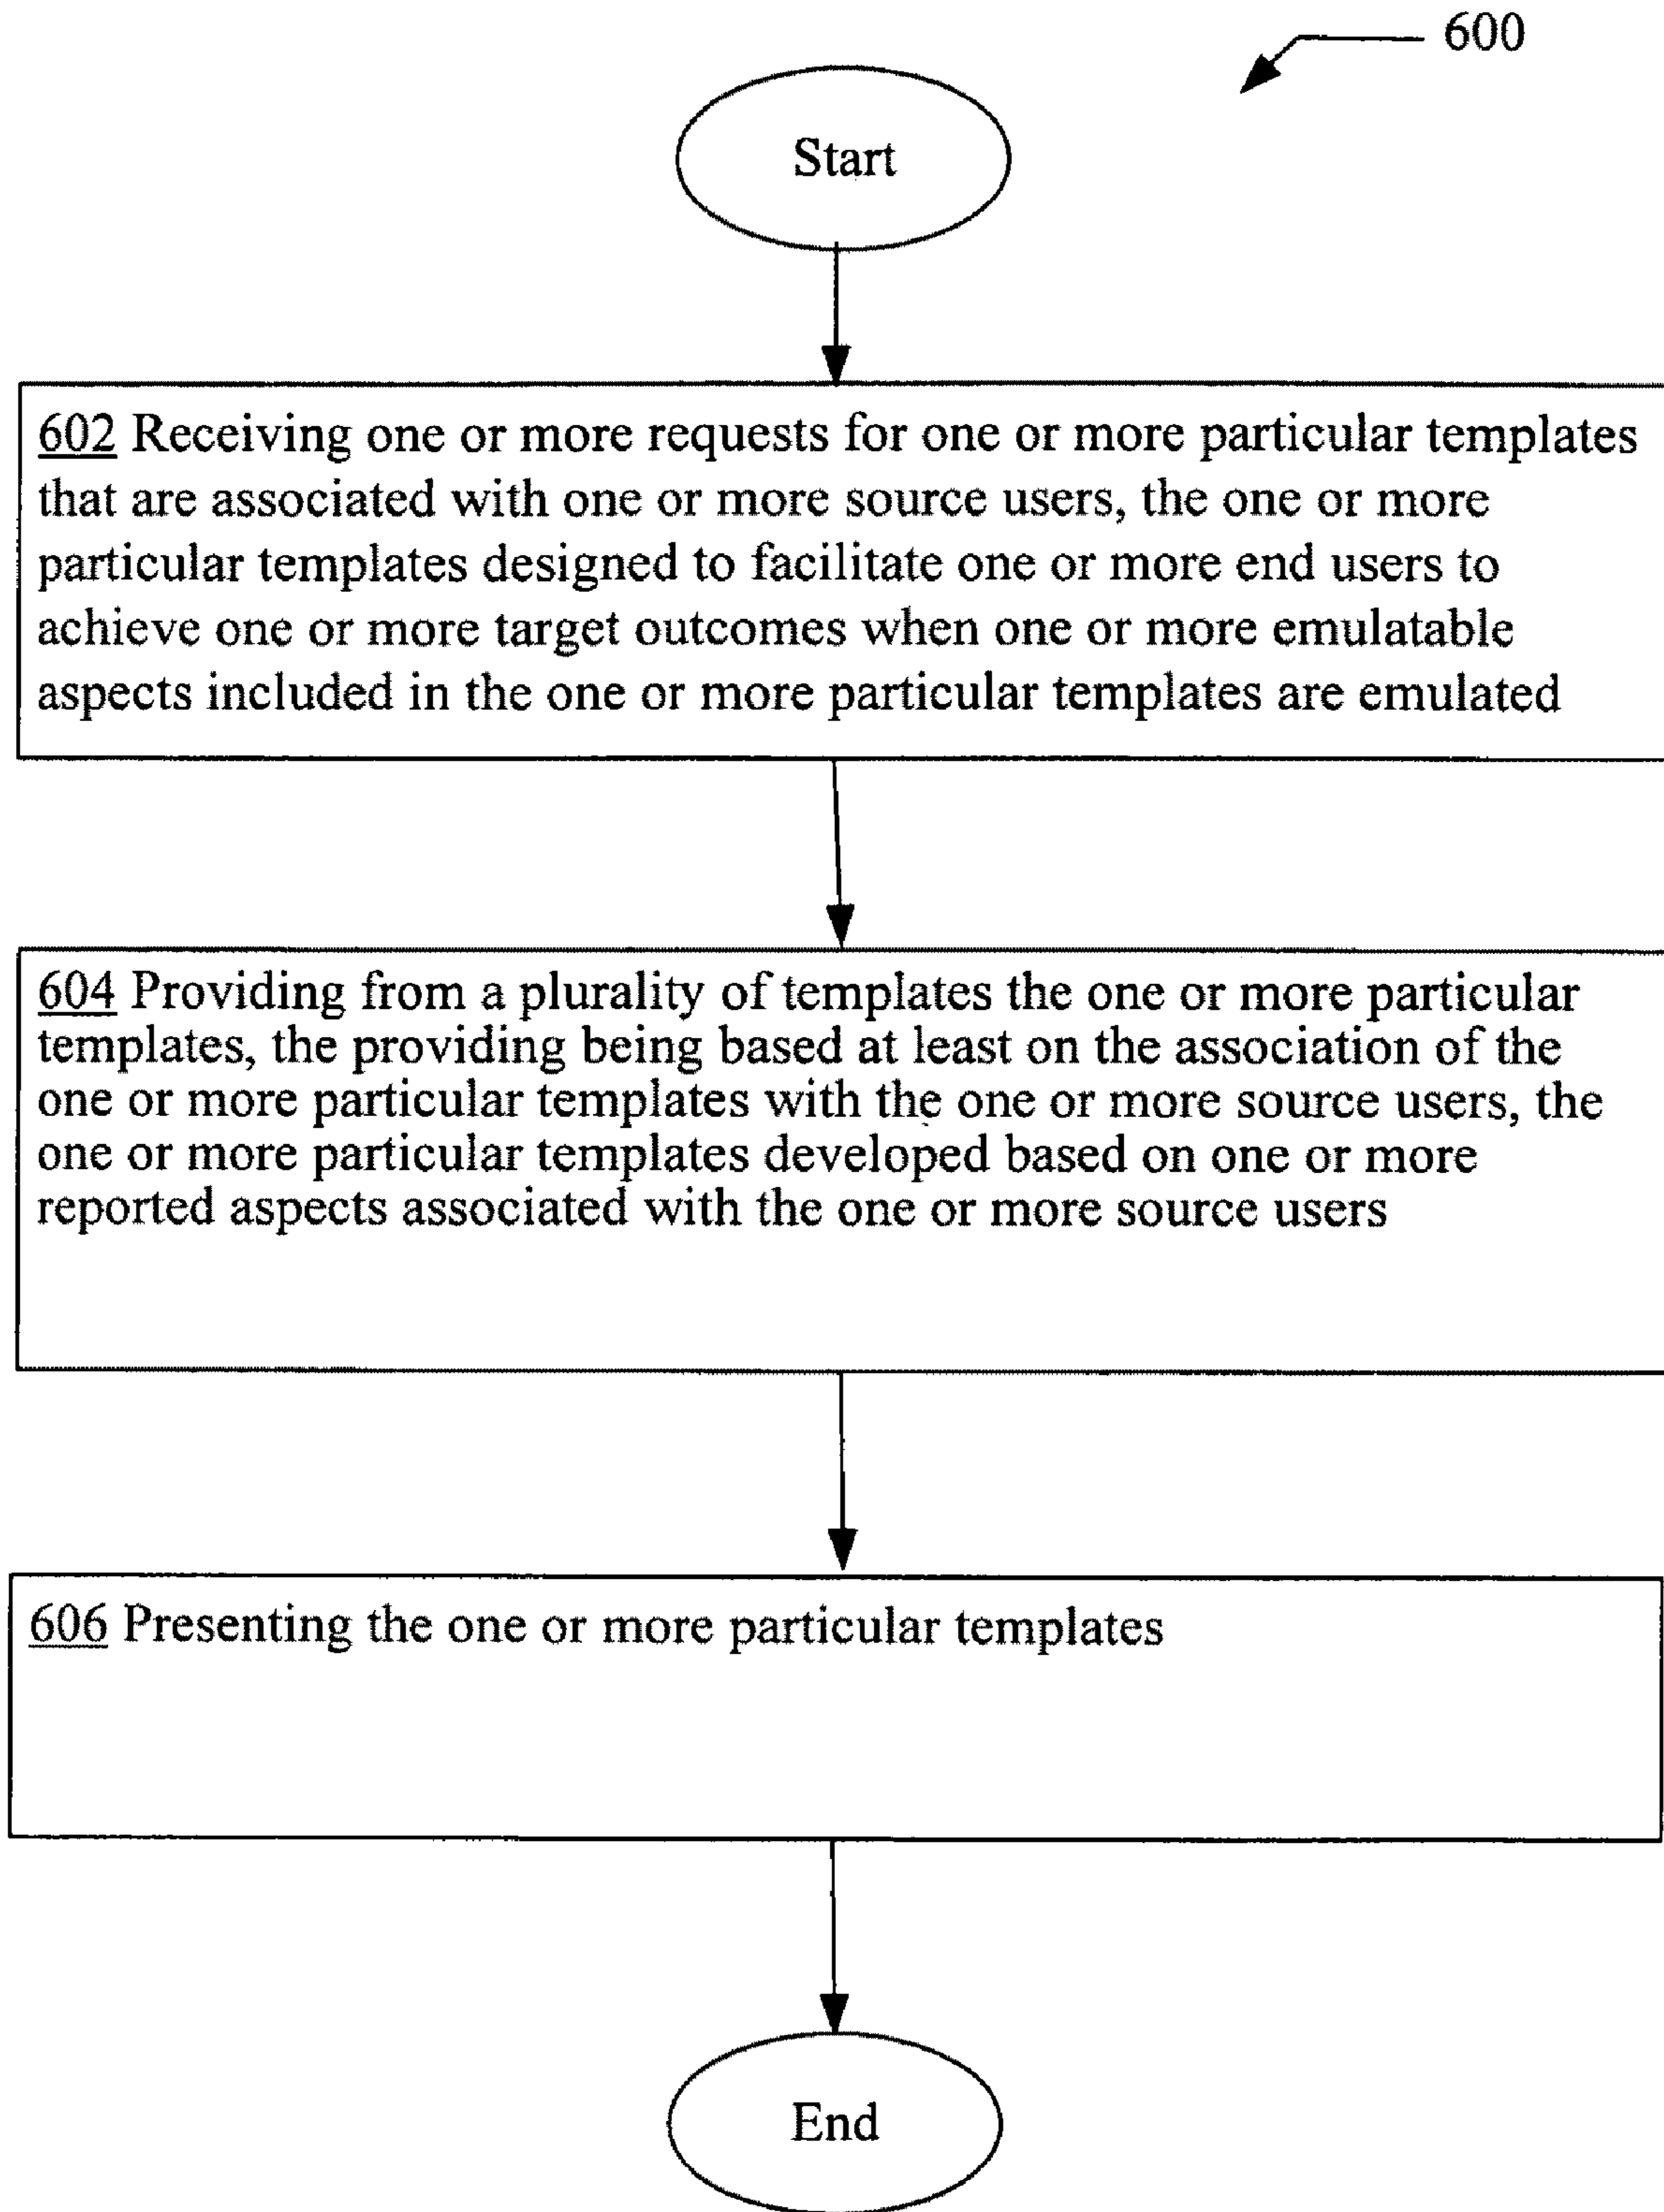 600
Start
602 Receiving one or more requests for one or more particular templates
that are associated with one or more source users, the one or more
particular templates designed to facilitate one or more end users to
achieve one or more target outcomes when one or more emulatable
aspects included in the one or more particular templates are emulated
604 Providing from a plurality of templates the one or more particular
templates, the providing being based at least on the association of the
one or more particular templates with the one or more source users, the
one or more particular templates developed based on one or more
reported aspects associated with the one or more source users
606 Presenting the one or more particular templates
End